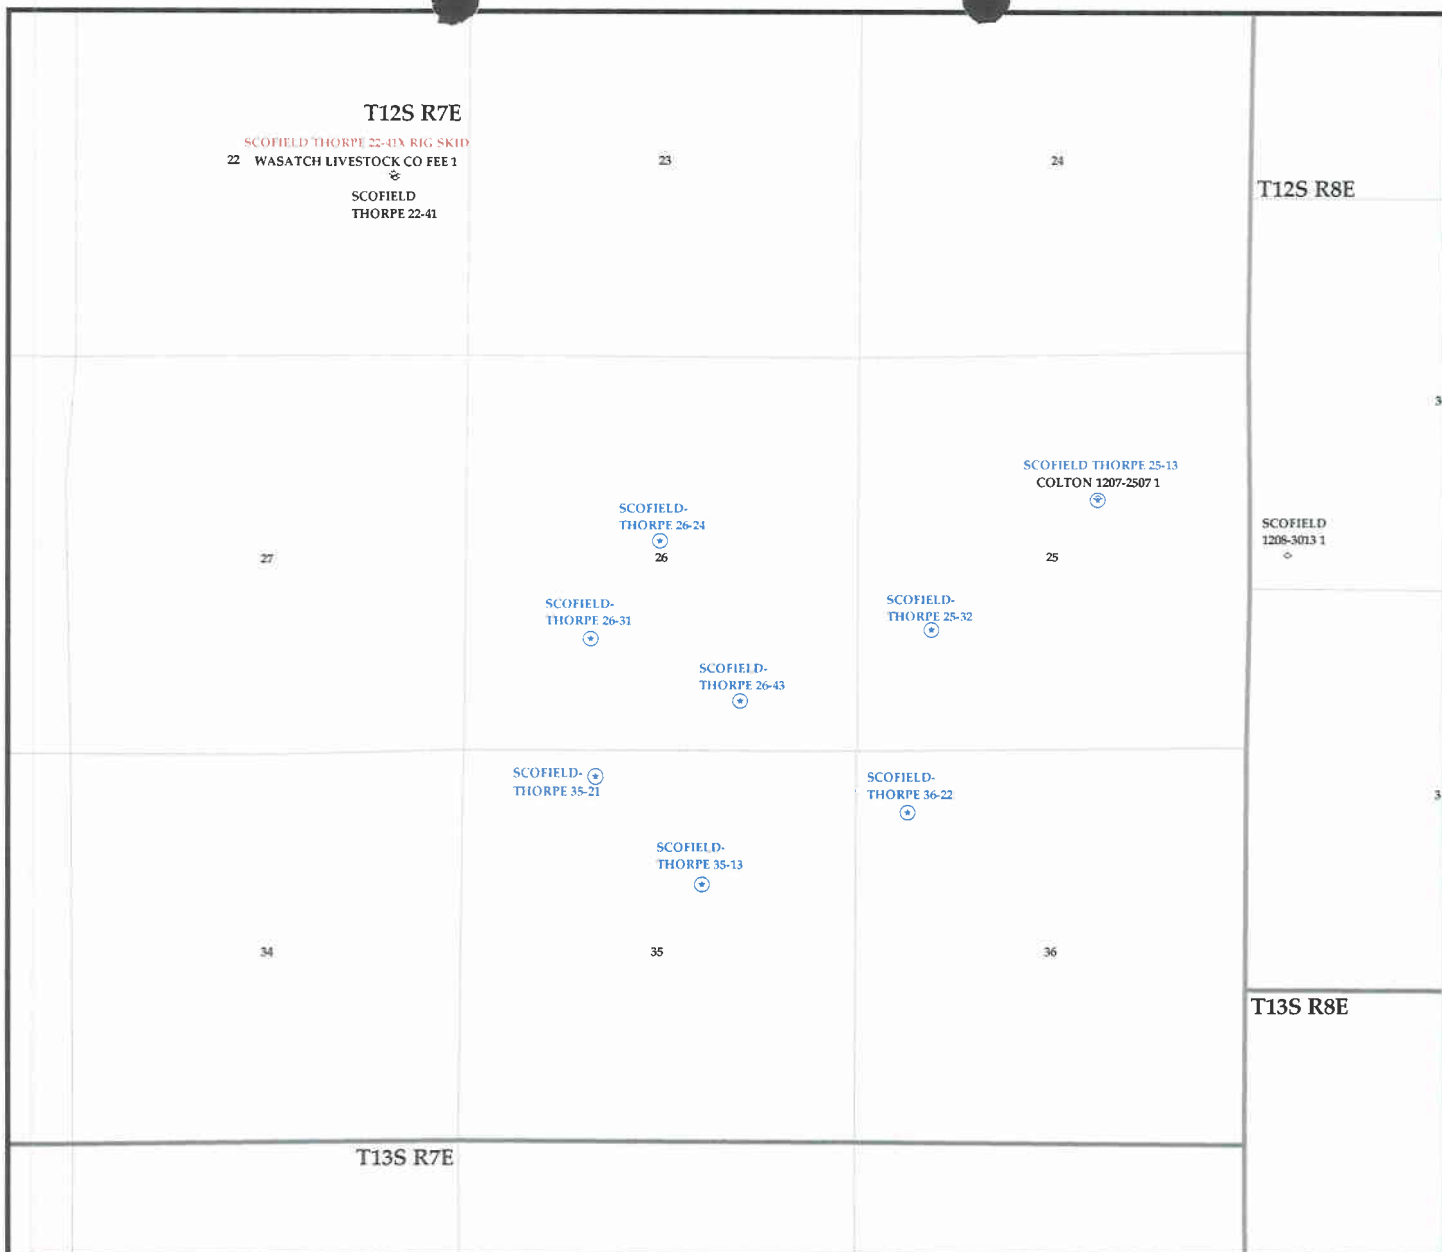 T12S R7E
SCOFIELD THORPE 22-41X RIG SKID
22 WASATCH LIVESTOCK CO FEE 1
SCOFIELD
THORPE 22-41
23
24
T12S R8E
SCOFIELD THORPE 25-13
COLTON 1207-2507 1
SCOFIELD-
THORPE 26-24
26
27
25
SCOFIELD
1208-3013 1
SCOFIELD-
THORPE 26-31
SCOFIELD-
THORPE 25-32
SCOFIELD-
THORPE 26-43
SCOFIELD-
THORPE 35-21
SCOFIELD-
THORPE 36-22
SCOFIELD-
THORPE 35-13
34
35
36
T13S R8E
T13S R7E